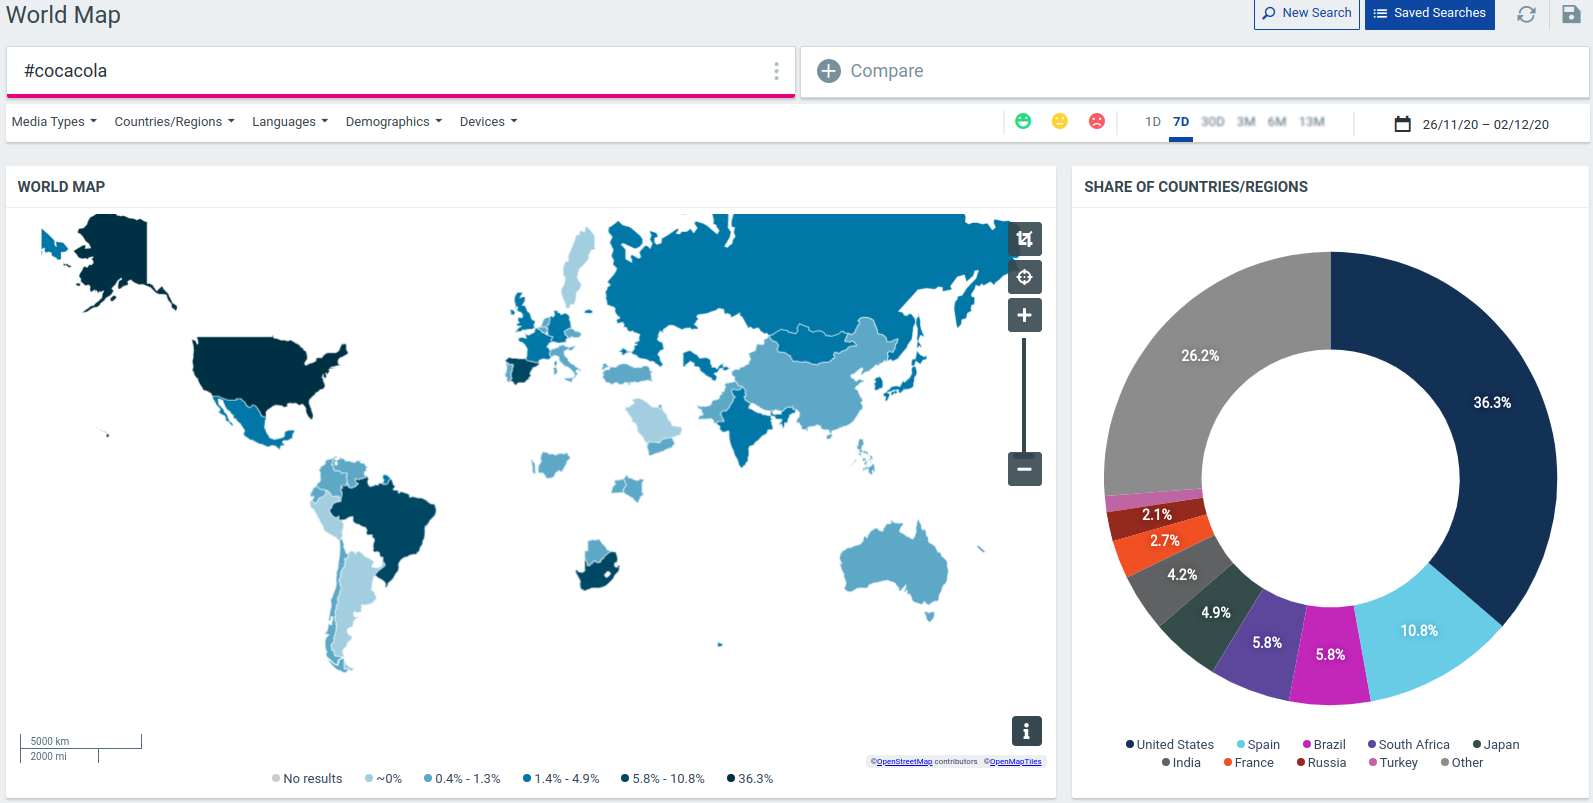 World Map
New Search
Saved Searches
#cocacola
Compare
Media Types
Countries/Regions
Languages
Demographics
Devices
1D
7D
30D
3M
6M
13M
26/11/20 – 02/12/20
WORLD MAP
5000 km
2000 mi
©OpenStreetMap contributors ©OpenMapTiles
No results
~0%
0.4% - 1.3%
1.4% - 4.9%
5.8% - 10.8%
36.3%
SHARE OF COUNTRIES/REGIONS
26.2%
36.3%
2.1%
2.7%
4.2%
4.9%
5.8%
5.8%
10.8%
United States
Spain
Brazil
South Africa
Japan
India
France
Russia
Turkey
Other